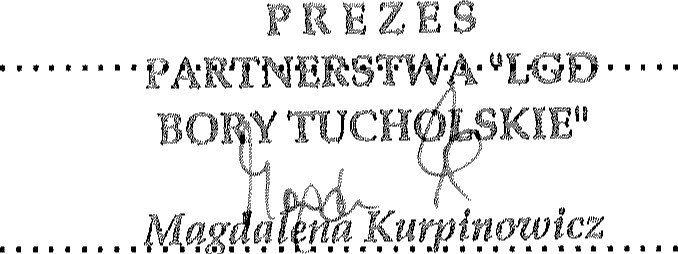 PREZES
PARTNERSTWA "LGD
BORY TUCHOLSKIE"
Magdalena Kurpinowicz